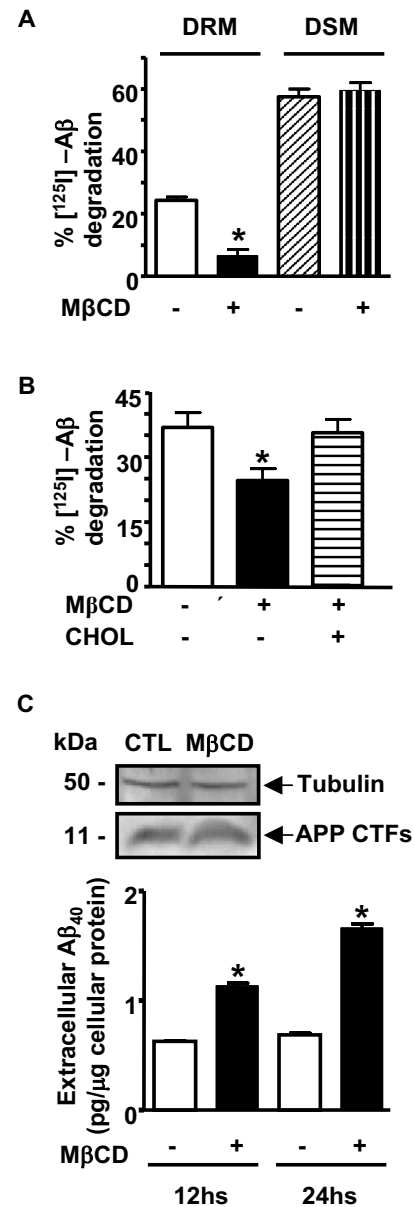 A
DRM DSM
% [¹²⁵I] –Aβ
degradation
60
40
20
0
*
MβCD - + - +
B
% [¹²⁵I] –Aβ
degradation
45
30
15
0
*
MβCD - ´ + +
CHOL - - +
C
kDa CTL MβCD
50 - Tubulin
11 - APP CTFs
Extracellular Aβ₄₀
(pg/μg cellular protein)
2
1
0
* *
MβCD - + - +
12hs 24hs